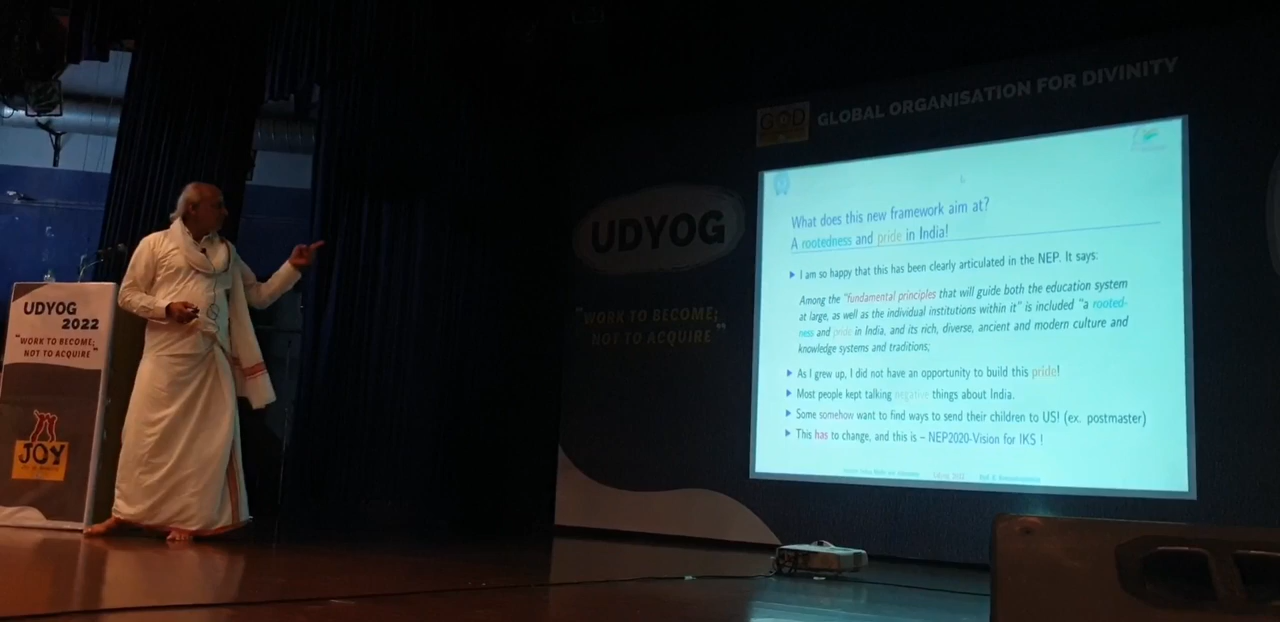 GOD
GLOBAL ORGANISATION FOR DIVINITY
UDYOG
"WORK TO BECOME;
NOT TO ACQUIRE"
UDYOG
2022
"WORK TO BECOME;
NOT TO ACQUIRE"
JOY
What does this new framework aim at?
A rootedness and pride in India!
I am so happy that this has been clearly articulated in the NEP. It says:
Among the "fundamental principles that will guide both the education system
at large, as well as the individual institutions within it" is included "a rooted-
ness and pride in India, and its rich, diverse, ancient and modern culture and
knowledge systems and traditions;
As I grew up, I did not have an opportunity to build this pride!
Most people kept talking negative things about India.
Some somehow want to find ways to send their children to US! (ex. postmaster)
This has to change, and this is – NEP2020-Vision for IKS !